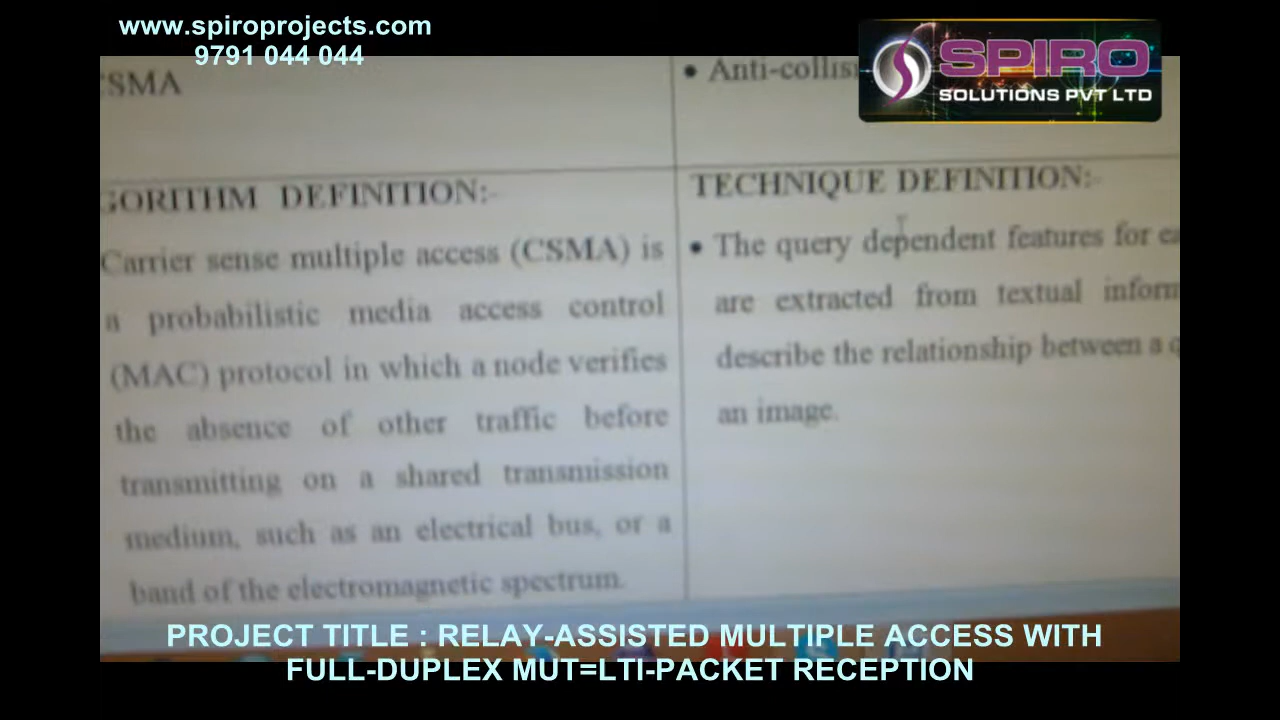 www.spiroprojects.com
9791 044 044
SPIRO
SOLUTIONS PVT LTD
CSMA
• Anti-collisi
GORITHM DEFINITION:-
Carrier sense multiple access (CSMA) is
a probabilistic media access control
(MAC) protocol in which a node verifies
the absence of other traffic before
transmitting on a shared transmission
medium, such as an electrical bus, or a
band of the electromagnetic spectrum.
TECHNIQUE DEFINITION:-
• The query dependent features for ea
are extracted from textual inform
describe the relationship between a q
an image.
PROJECT TITLE : RELAY-ASSISTED MULTIPLE ACCESS WITH
FULL-DUPLEX MUT=LTI-PACKET RECEPTION